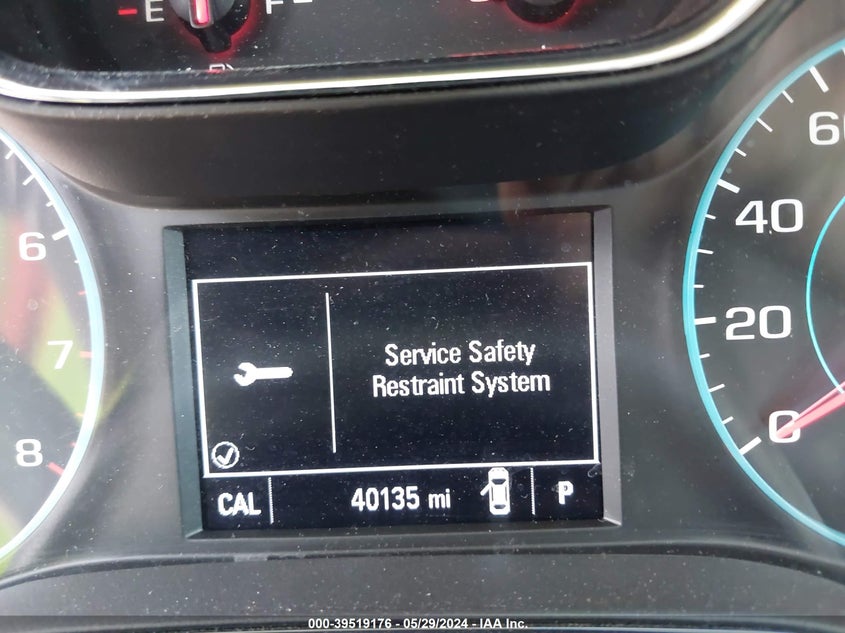 E F
60
6
40
7
20
8
0
Service Safety
Restraint System
CAL 40135 mi P
000-39519176 - 05/29/2024 - IAA Inc.